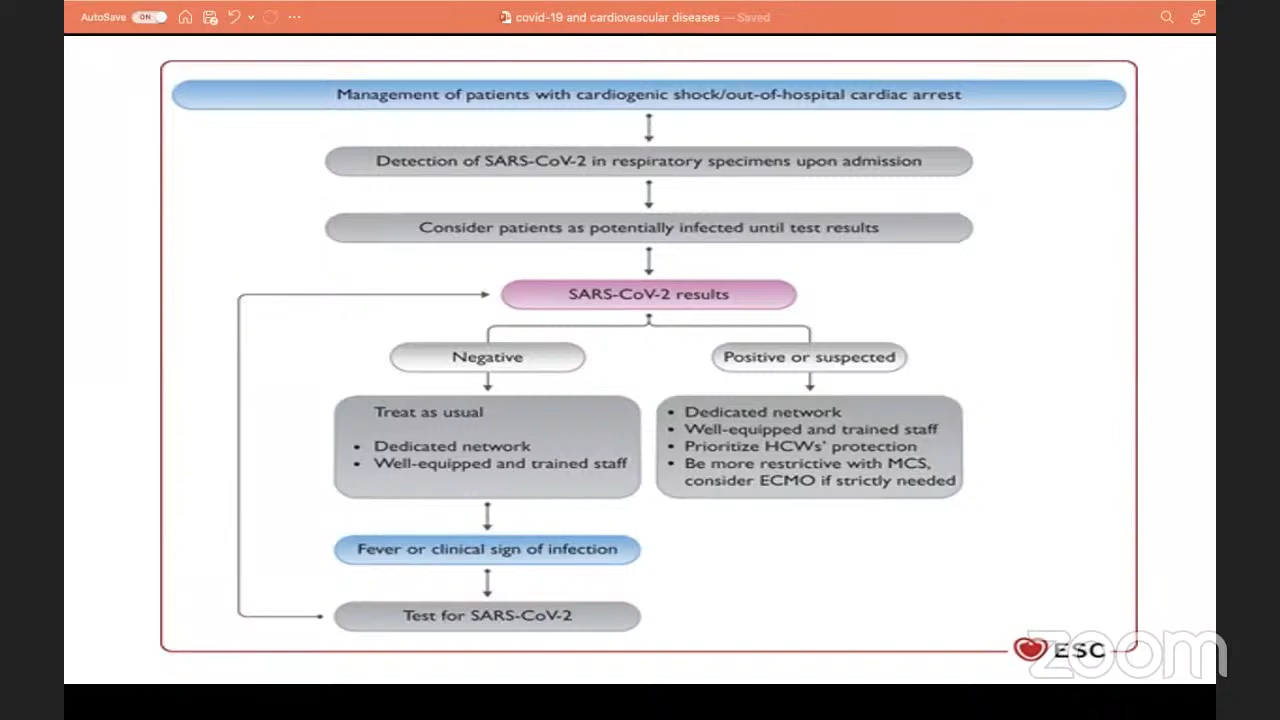 AutoSave ON
covid-19 and cardiovascular diseases — Saved
Management of patients with cardiogenic shock/out-of-hospital cardiac arrest
Detection of SARS-CoV-2 in respiratory specimens upon admission
Consider patients as potentially infected until test results
SARS-CoV-2 results
Negative
Positive or suspected
Treat as usual
• Dedicated network
• Well-equipped and trained staff
• Dedicated network
• Well-equipped and trained staff
• Prioritize HCWs' protection
• Be more restrictive with MCS,
consider ECMO if strictly needed
Fever or clinical sign of infection
Test for SARS-CoV-2
ESC
zoom